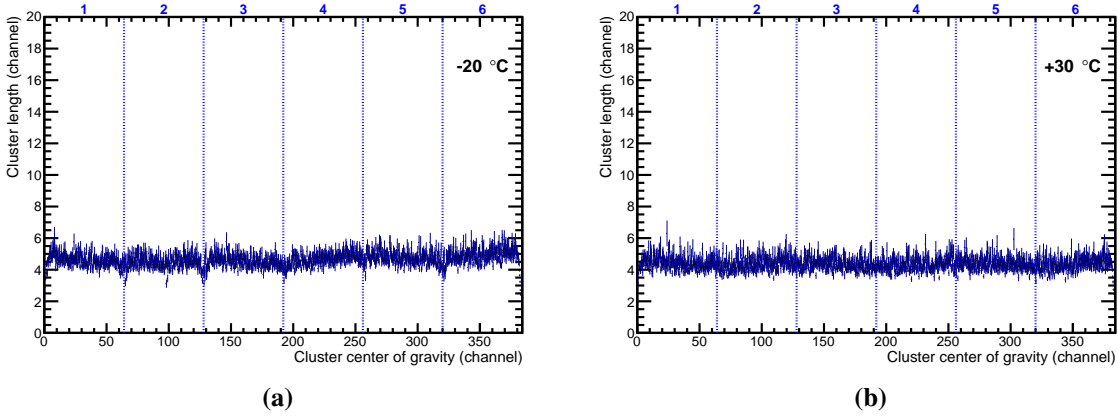 1 2 3 4 5 6
20
18
16
14
12
10
8
6
4
2
0
Cluster length (channel)
-20 °C
0 50 100 150 200 250 300 350
Cluster center of gravity (channel)
(a)
1 2 3 4 5 6
20
18
16
14
12
10
8
6
4
2
0
Cluster length (channel)
+30 °C
0 50 100 150 200 250 300 350
Cluster center of gravity (channel)
(b)